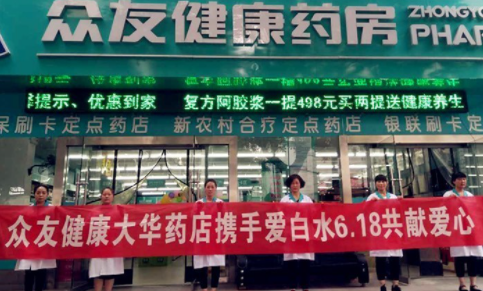 众友健康药房
ZHONGYO
PHAR
译提示、优惠到家 复方阿胶浆一提498元买两提送健康养生
保刷卡定点药店 新农村合疗定点药店 银联刷卡定
众友健康大华药店携手爱白水6.18共献爱心